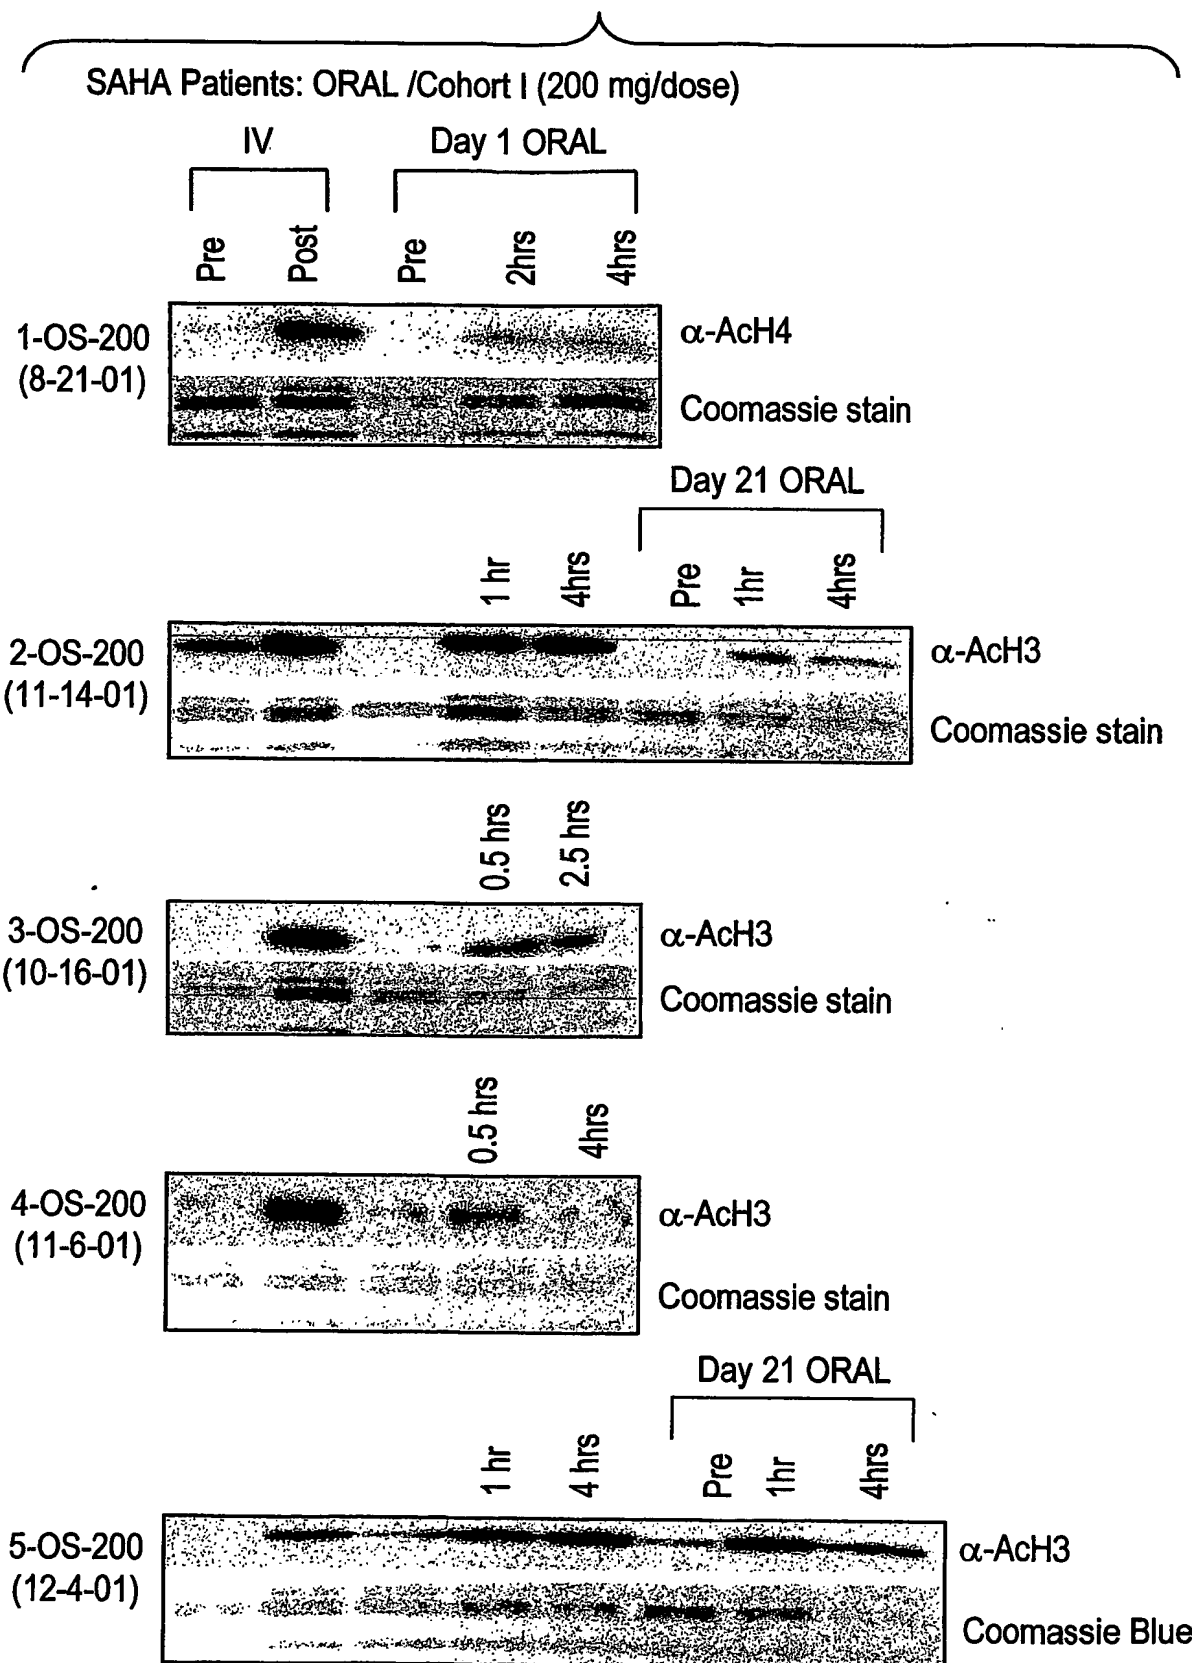 SAHA Patients: ORAL /Cohort I (200 mg/dose)
IV Day 1 ORAL
Pre Post Pre 2hrs 4hrs
1-OS-200
(8-21-01)
α-AcH4
Coomassie stain
Day 21 ORAL
1 hr 4hrs Pre 1hr 4hrs
2-OS-200
(11-14-01)
α-AcH3
Coomassie stain
0.5 hrs 2.5 hrs
3-OS-200
(10-16-01)
α-AcH3
Coomassie stain
0.5 hrs 4hrs
4-OS-200
(11-6-01)
α-AcH3
Coomassie stain
Day 21 ORAL
1 hr 4 hrs Pre 1hr 4hrs
5-OS-200
(12-4-01)
α-AcH3
Coomassie Blue